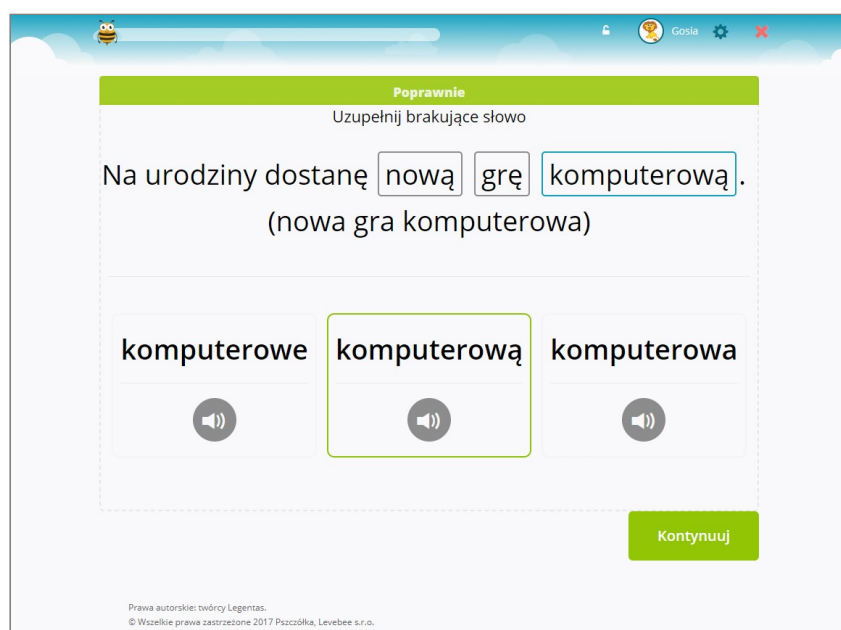 Gosia
Poprawnie
Uzupełnij brakujące słowo
Na urodziny dostanę nową grę komputerową.
(nowa gra komputerowa)
komputerowe komputerową komputerowa
Kontynuuj
Prawa autorskie: twórcy Legentas.
© Wszelkie prawa zastrzeżone 2017 Pszczółka, Levebee s.r.o.